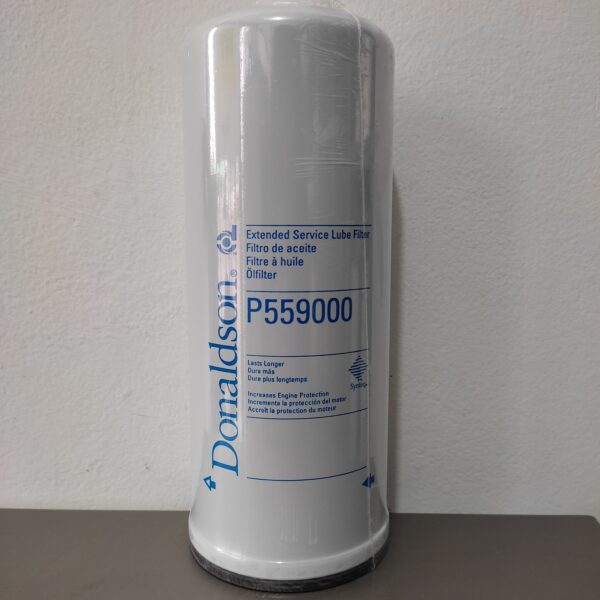 Donaldson®
Extended Service Lube Filter
Filtro de aceite
Filtre à huile
Ölfilter
P559000
Lasts Longer
Dura más
Dure plus longtemps
Increases Engine Protection
Incrementa la protección del motor
Accroît la protection du moteur